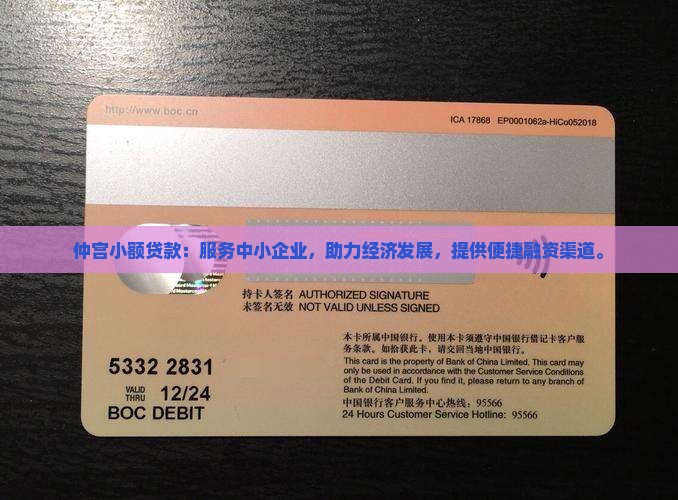 http://www.boc.cn
ICA 17868 EP0001062a-HiCo052018
仲宫小额贷款：服务中小企业，助力经济发展，提供便捷融资渠道。
持卡人签名 AUTHORIZED SIGNATURE
未签名无效 NOT VALID UNLESS SIGNED
本卡所属中国银行。使用本卡须遵守中国银行借记卡客户服
务条款。如拾获此卡，请交回当地中国银行。
This card is the property of Bank of China Limited. This card may
only be used in accordance with the Customer Service Conditions
of the Debit Card. If you find it, please return to any branch of
Bank of China Limited.
中国银行客户服务中心热线：95566
24 Hours Customer Service Hotline: 95566
5332 2831
VALID
THRU 12/24
BOC DEBIT